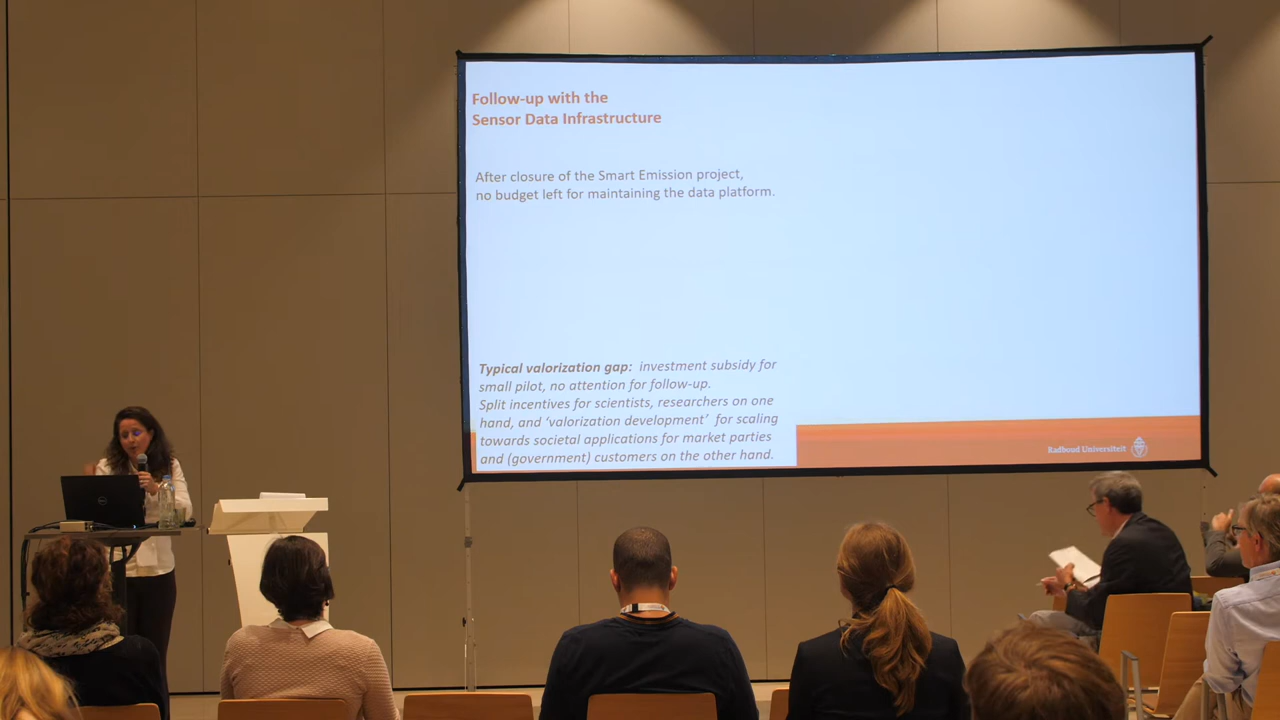 Follow-up with the
Sensor Data Infrastructure
After closure of the Smart Emission project,
no budget left for maintaining the data platform.
Typical valorization gap: investment subsidy for
small pilot, no attention for follow-up.
Split incentives for scientists, researchers on one
hand, and ‘valorization development’ for scaling
towards societal applications for market parties
and (government) customers on the other hand.
Radboud Universiteit